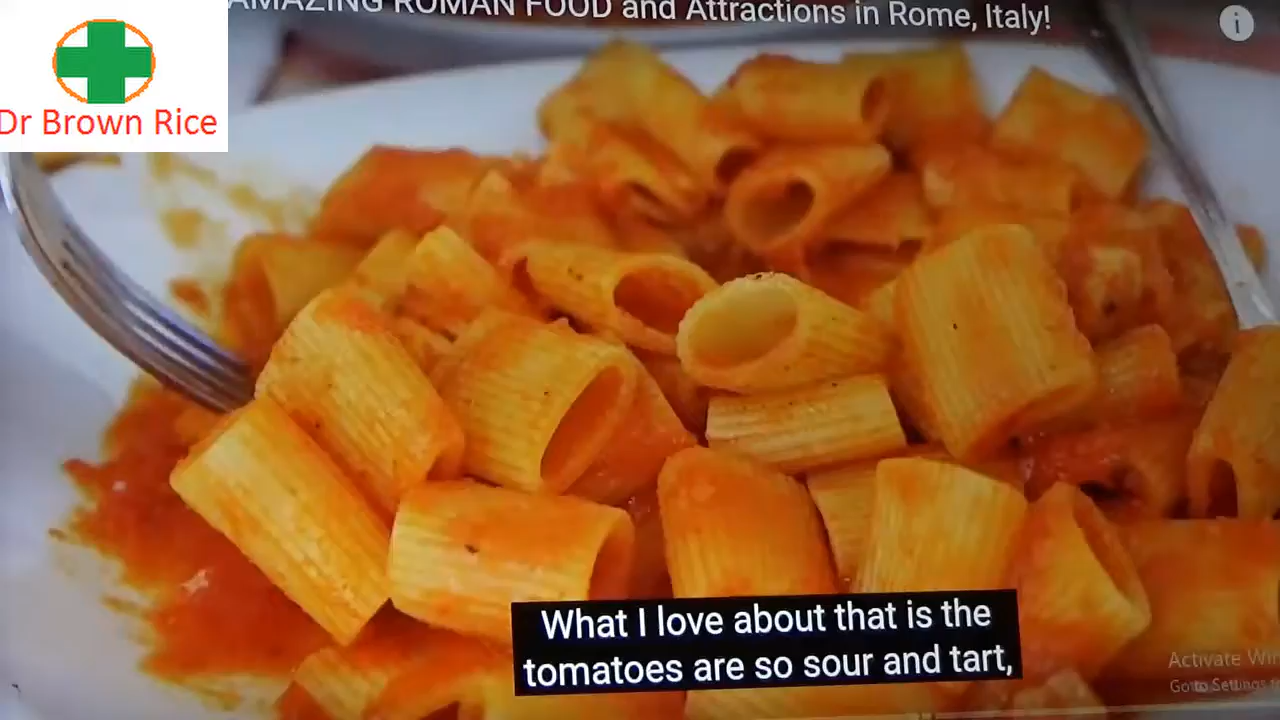 AMAZING ROMAN FOOD and Attractions in Rome, Italy!
Dr Brown Rice
What I love about that is the
tomatoes are so sour and tart,
Activate Win
Go to Settings t